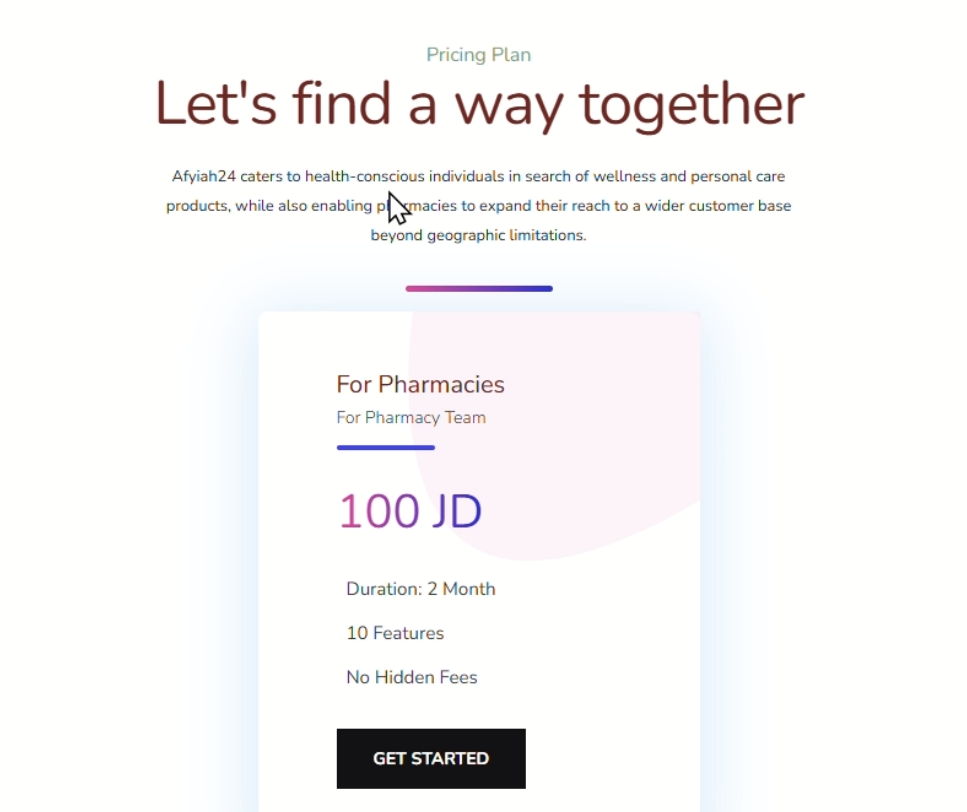 Pricing Plan
Let's find a way together
Afyiah24 caters to health-conscious individuals in search of wellness and personal care
products, while also enabling pharmacies to expand their reach to a wider customer base
beyond geographic limitations.
For Pharmacies
For Pharmacy Team
100 JD
Duration: 2 Month
10 Features
No Hidden Fees
GET STARTED